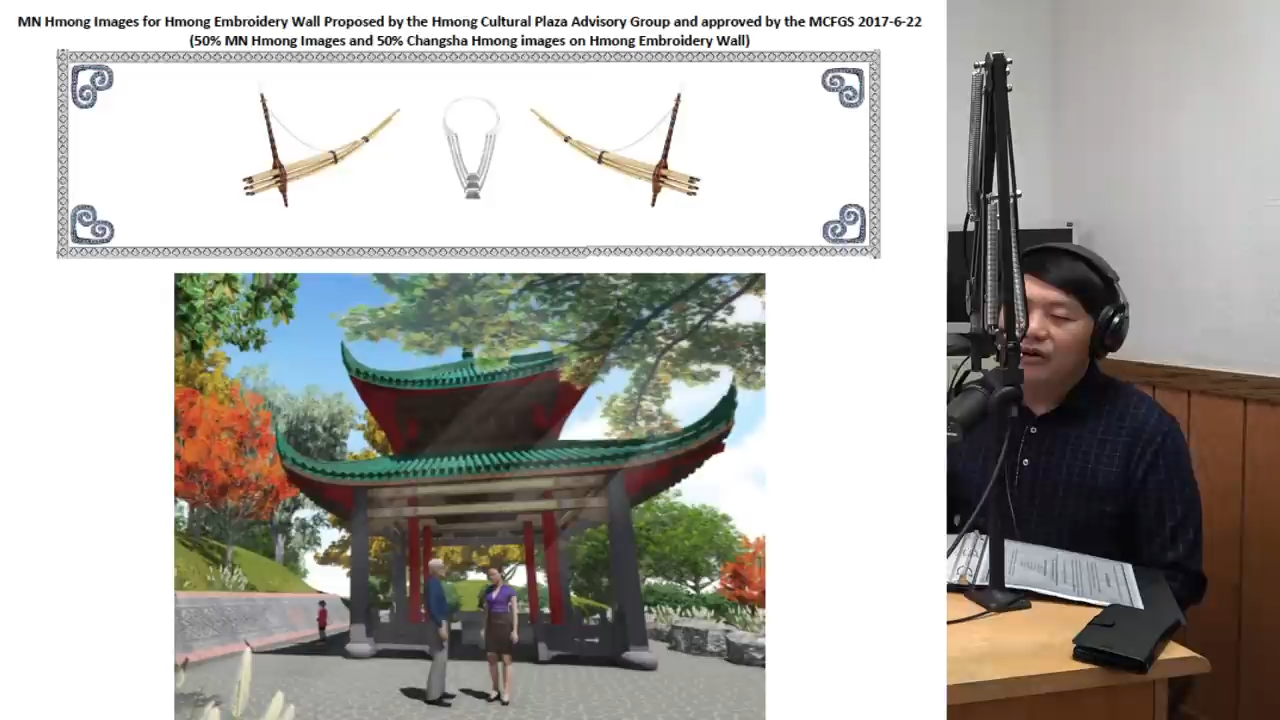 MN Hmong Images for Hmong Embroidery Wall Proposed by the Hmong Cultural Plaza Advisory Group and approved by the MCFGS 2017-6-22
(50% MN Hmong Images and 50% Changsha Hmong images on Hmong Embroidery Wall)